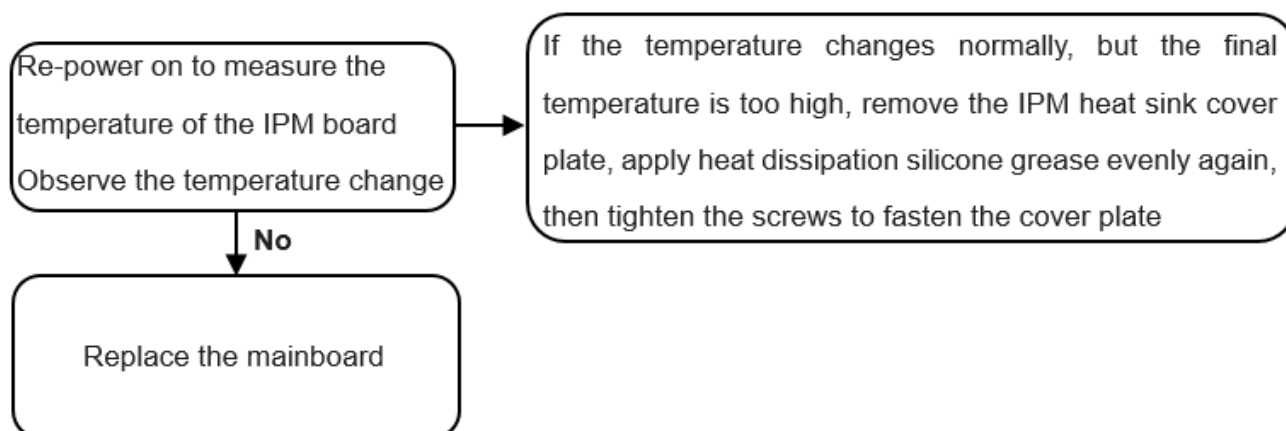 Re-power on to measure the
temperature of the IPM board
Observe the temperature change
If the temperature changes normally, but the final
temperature is too high, remove the IPM heat sink cover
plate, apply heat dissipation silicone grease evenly again,
then tighten the screws to fasten the cover plate
No
Replace the mainboard